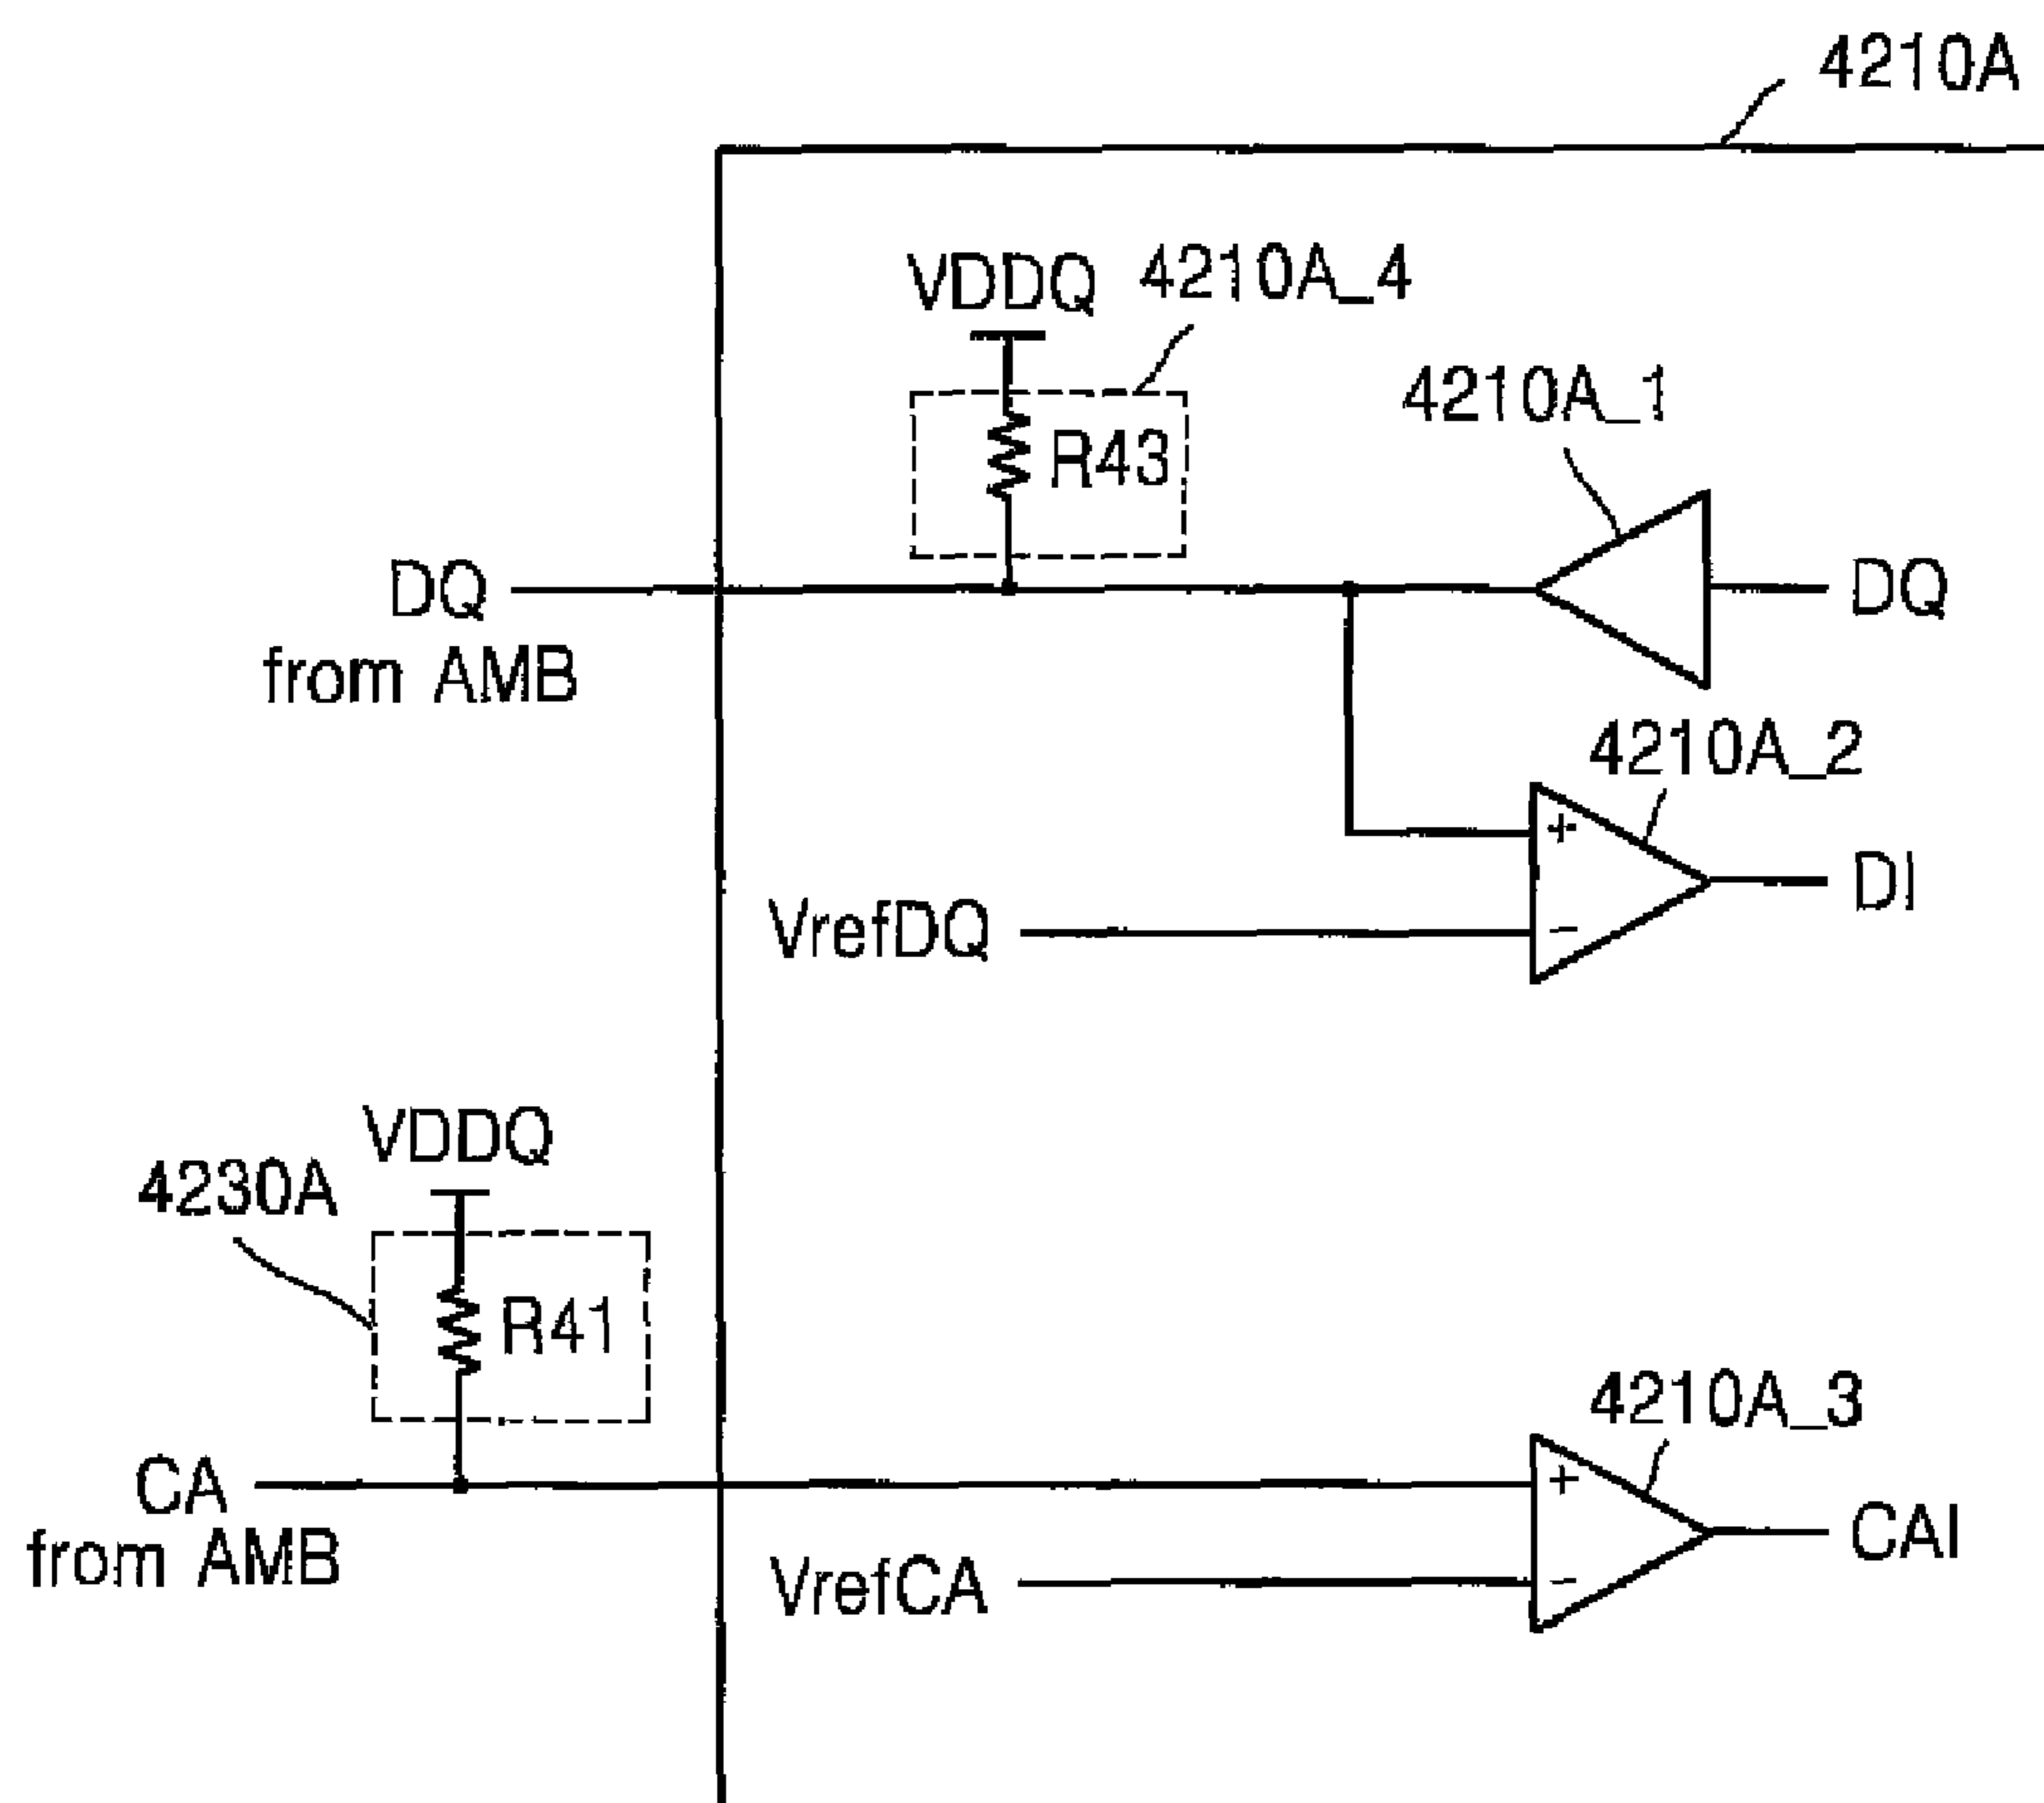 4210A
VDDQ
4210A_4
4210A_1
R43
DQ
from AMB
DQ
4210A_2
+
DI
VrefDQ
-
VDDQ
4230A
R41
4210A_3
CA
from AMB
+
CAI
VrefCA
-